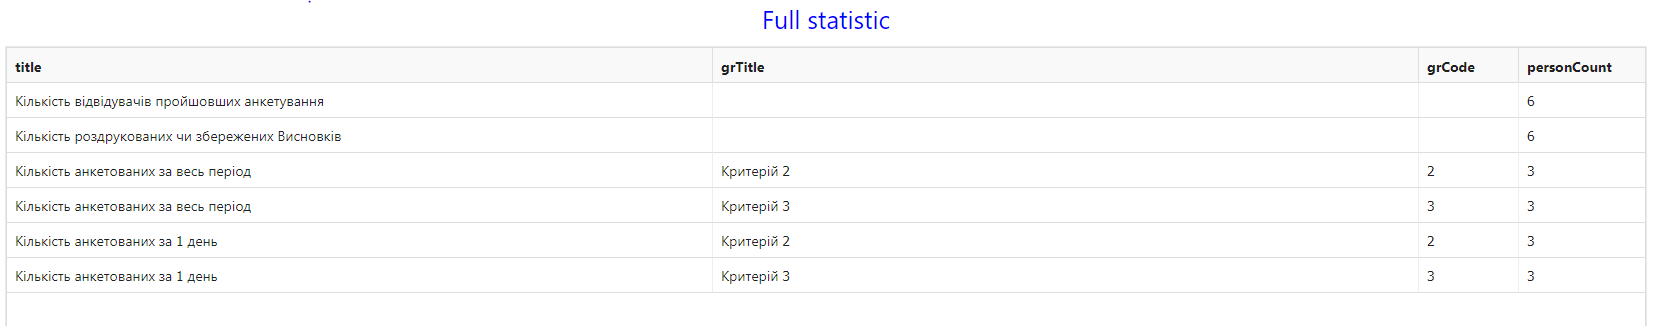 Full statistic
title grTitle grCode personCount
Кількість відвідувачів пройшовших анкетування 6
Кількість роздрукованих чи збережених Висновків 6
Кількість анкетованих за весь період Критерій 2 2 3
Кількість анкетованих за весь період Критерій 3 3 3
Кількість анкетованих за 1 день Критерій 2 2 3
Кількість анкетованих за 1 день Критерій 3 3 3